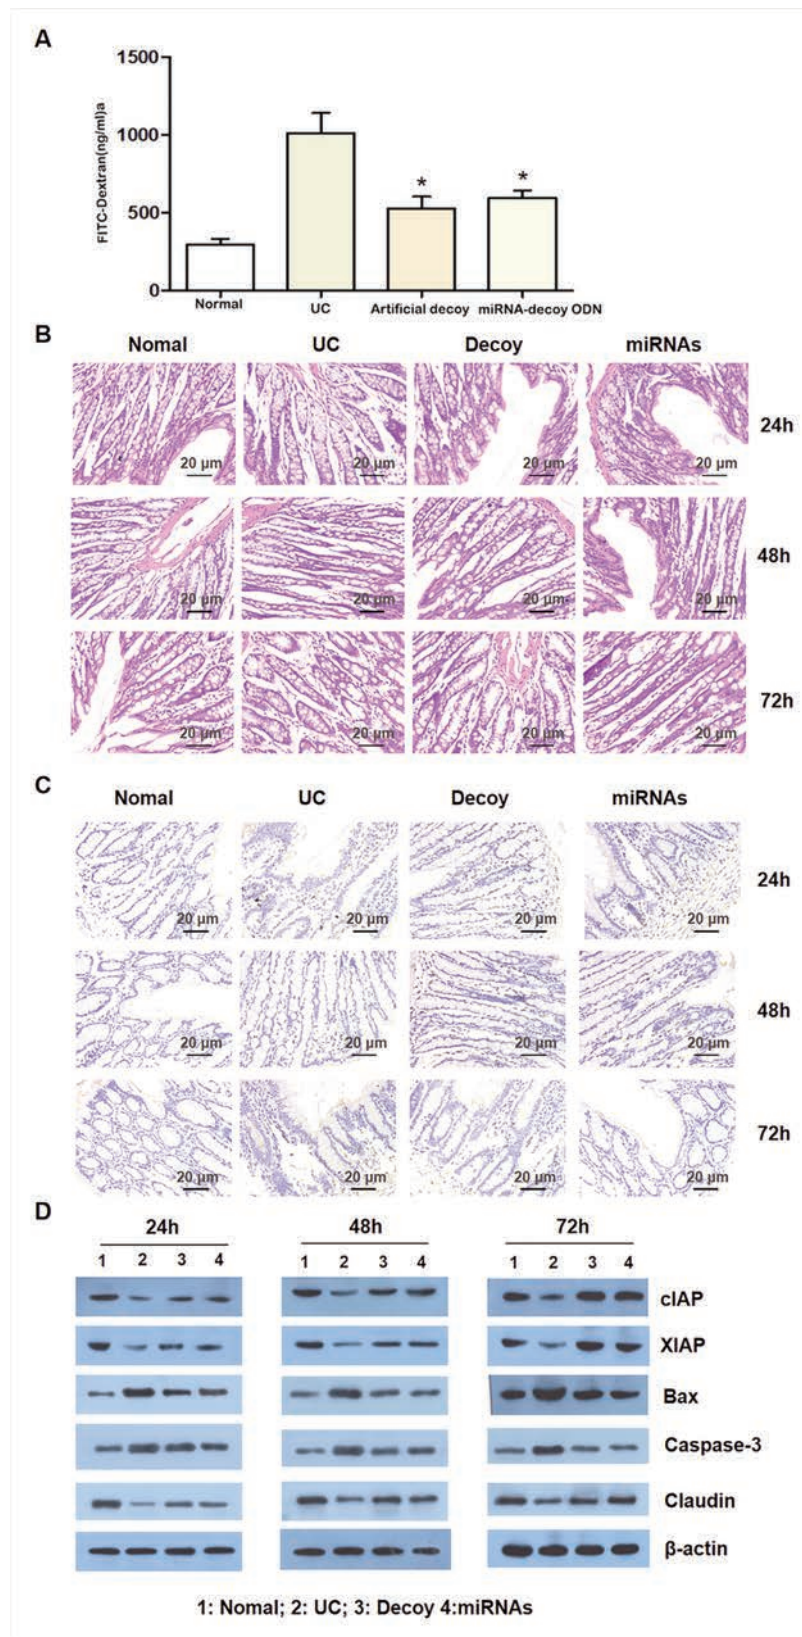 A
1500
1000
500
0
FITC-Dextran(ng/ml)a
*
*
Normal UC Artificial decoy miRNA-decoy ODN
B
Nomal UC Decoy miRNAs
20 µm 20 µm 20 µm 20 µm 24h
20 µm 20 µm 20 µm 20 µm 48h
20 µm 20 µm 20 µm 20 µm 72h
C
Nomal UC Decoy miRNAs
20 µm 20 µm 20 µm 20 µm 24h
20 µm 20 µm 20 µm 20 µm 48h
20 µm 20 µm 20 µm 20 µm 72h
D
24h 48h 72h
1 2 3 4 1 2 3 4 1 2 3 4
cIAP
XIAP
Bax
Caspase-3
Claudin
β-actin
1: Nomal; 2: UC; 3: Decoy 4:miRNAs